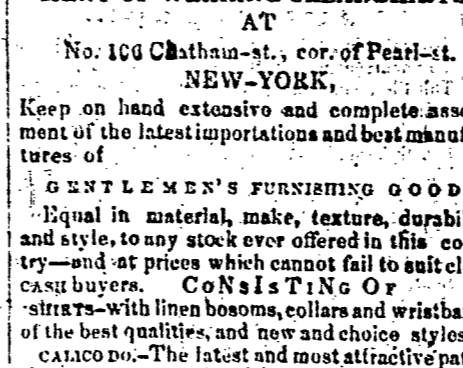 AT
No. 100 Chatham-st., cor. of Pearl-st.
NEW-YORK,
Keep on hand extensive and complete asso
ment of the latest importations and best manuf
tures of
GENTLEMEN'S FURNISHING GOOD
Equal in material, make, texture, durabi
and style, to any stock ever offered in this co
try—and at prices which cannot fail to suit cl
CASH buyers. CONSISTING OF
SHIRTS—With linen bosoms, collars and wristba
of the best qualities, and new and choice styles
CALICO DO.—The latest and most attractive pat